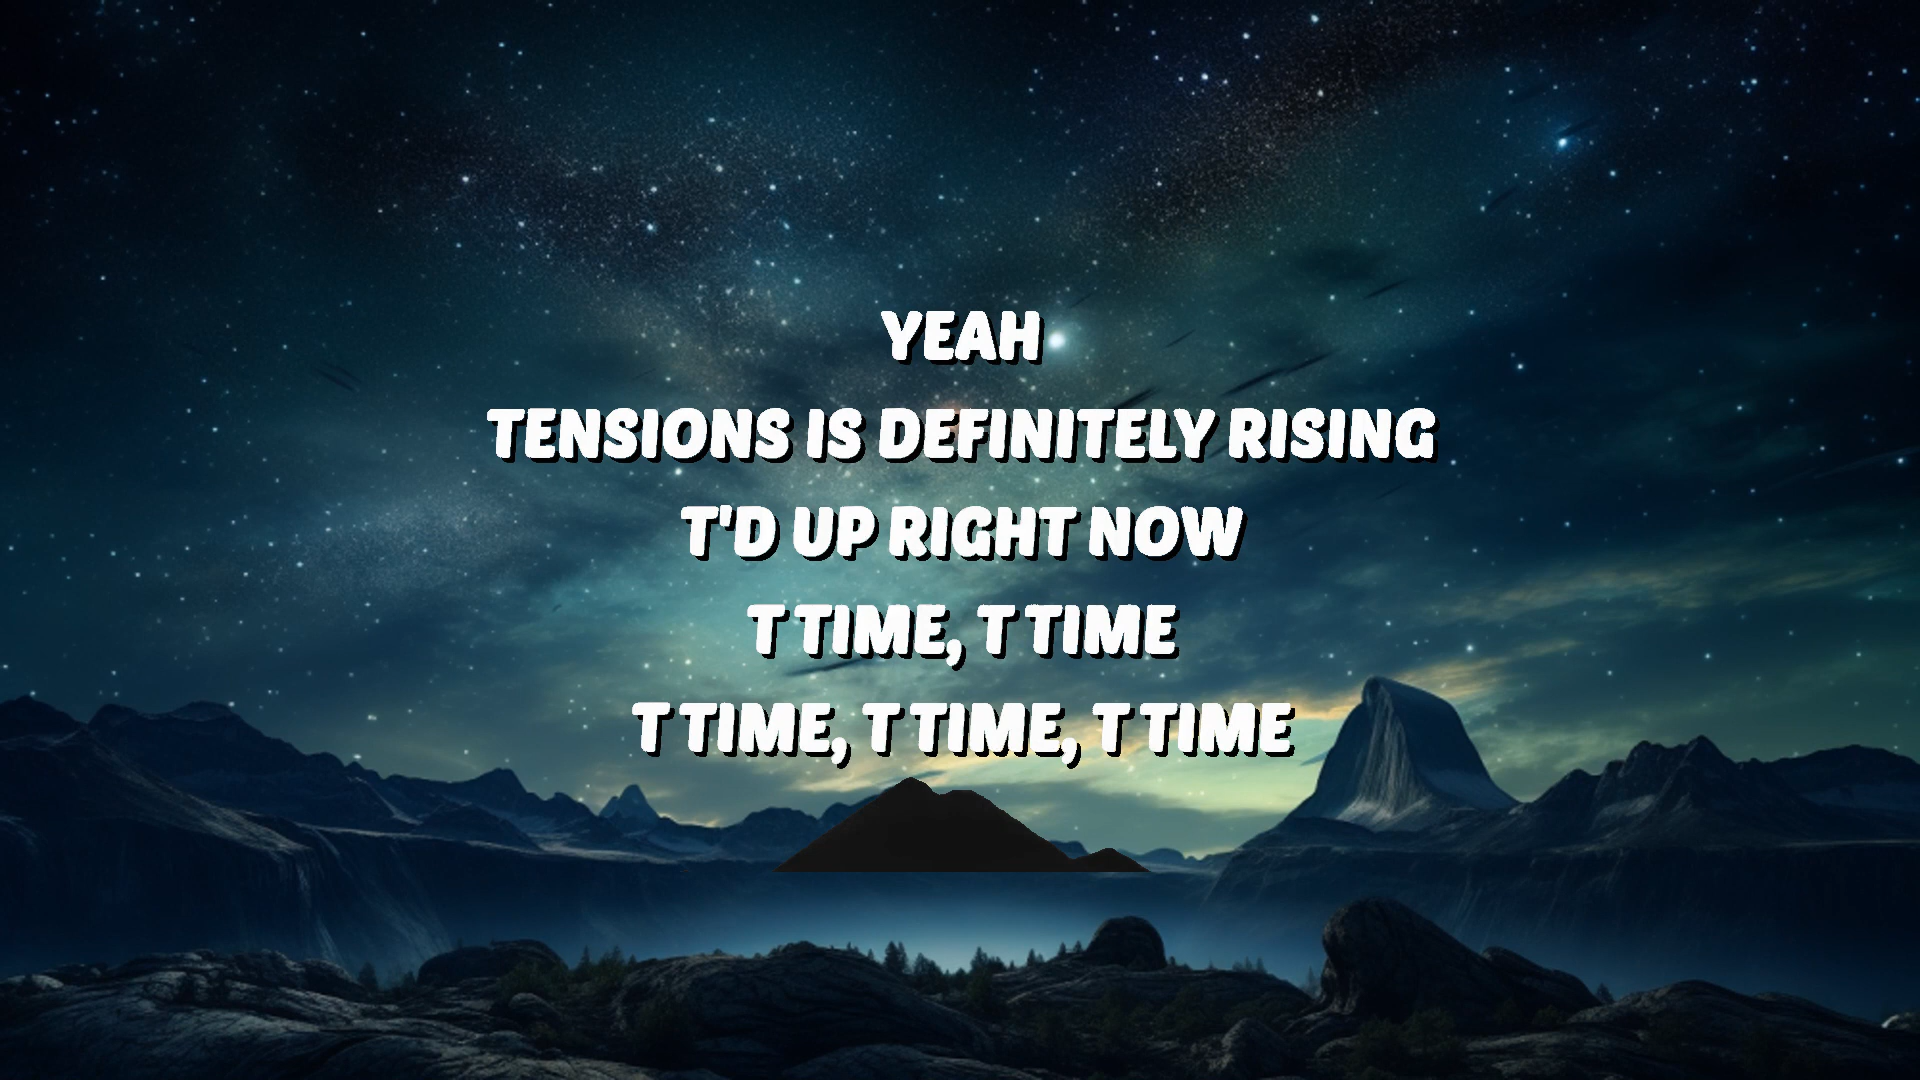 YEAH
TENSIONS IS DEFINITELY RISING
T'D UP RIGHT NOW
T TIME, T TIME
T TIME, T TIME, T TIME